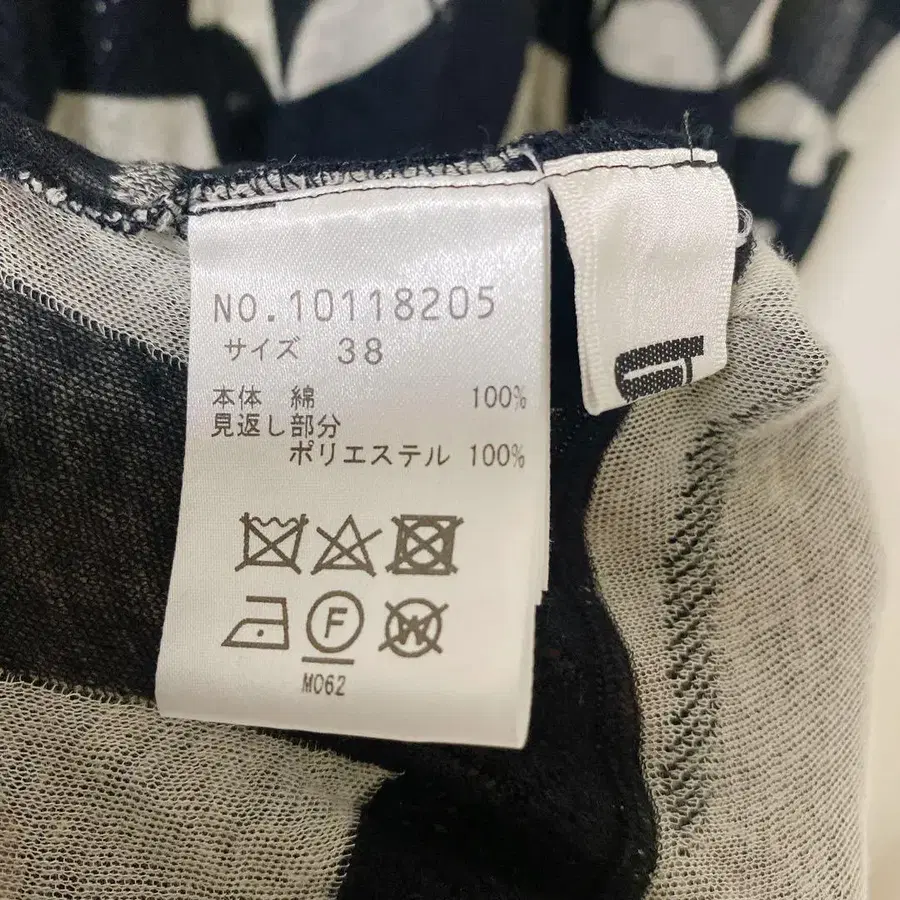 NO.10118205
サイズ 38
本体 綿 100%
見返し部分
ポリエステル 100%
F W
M062